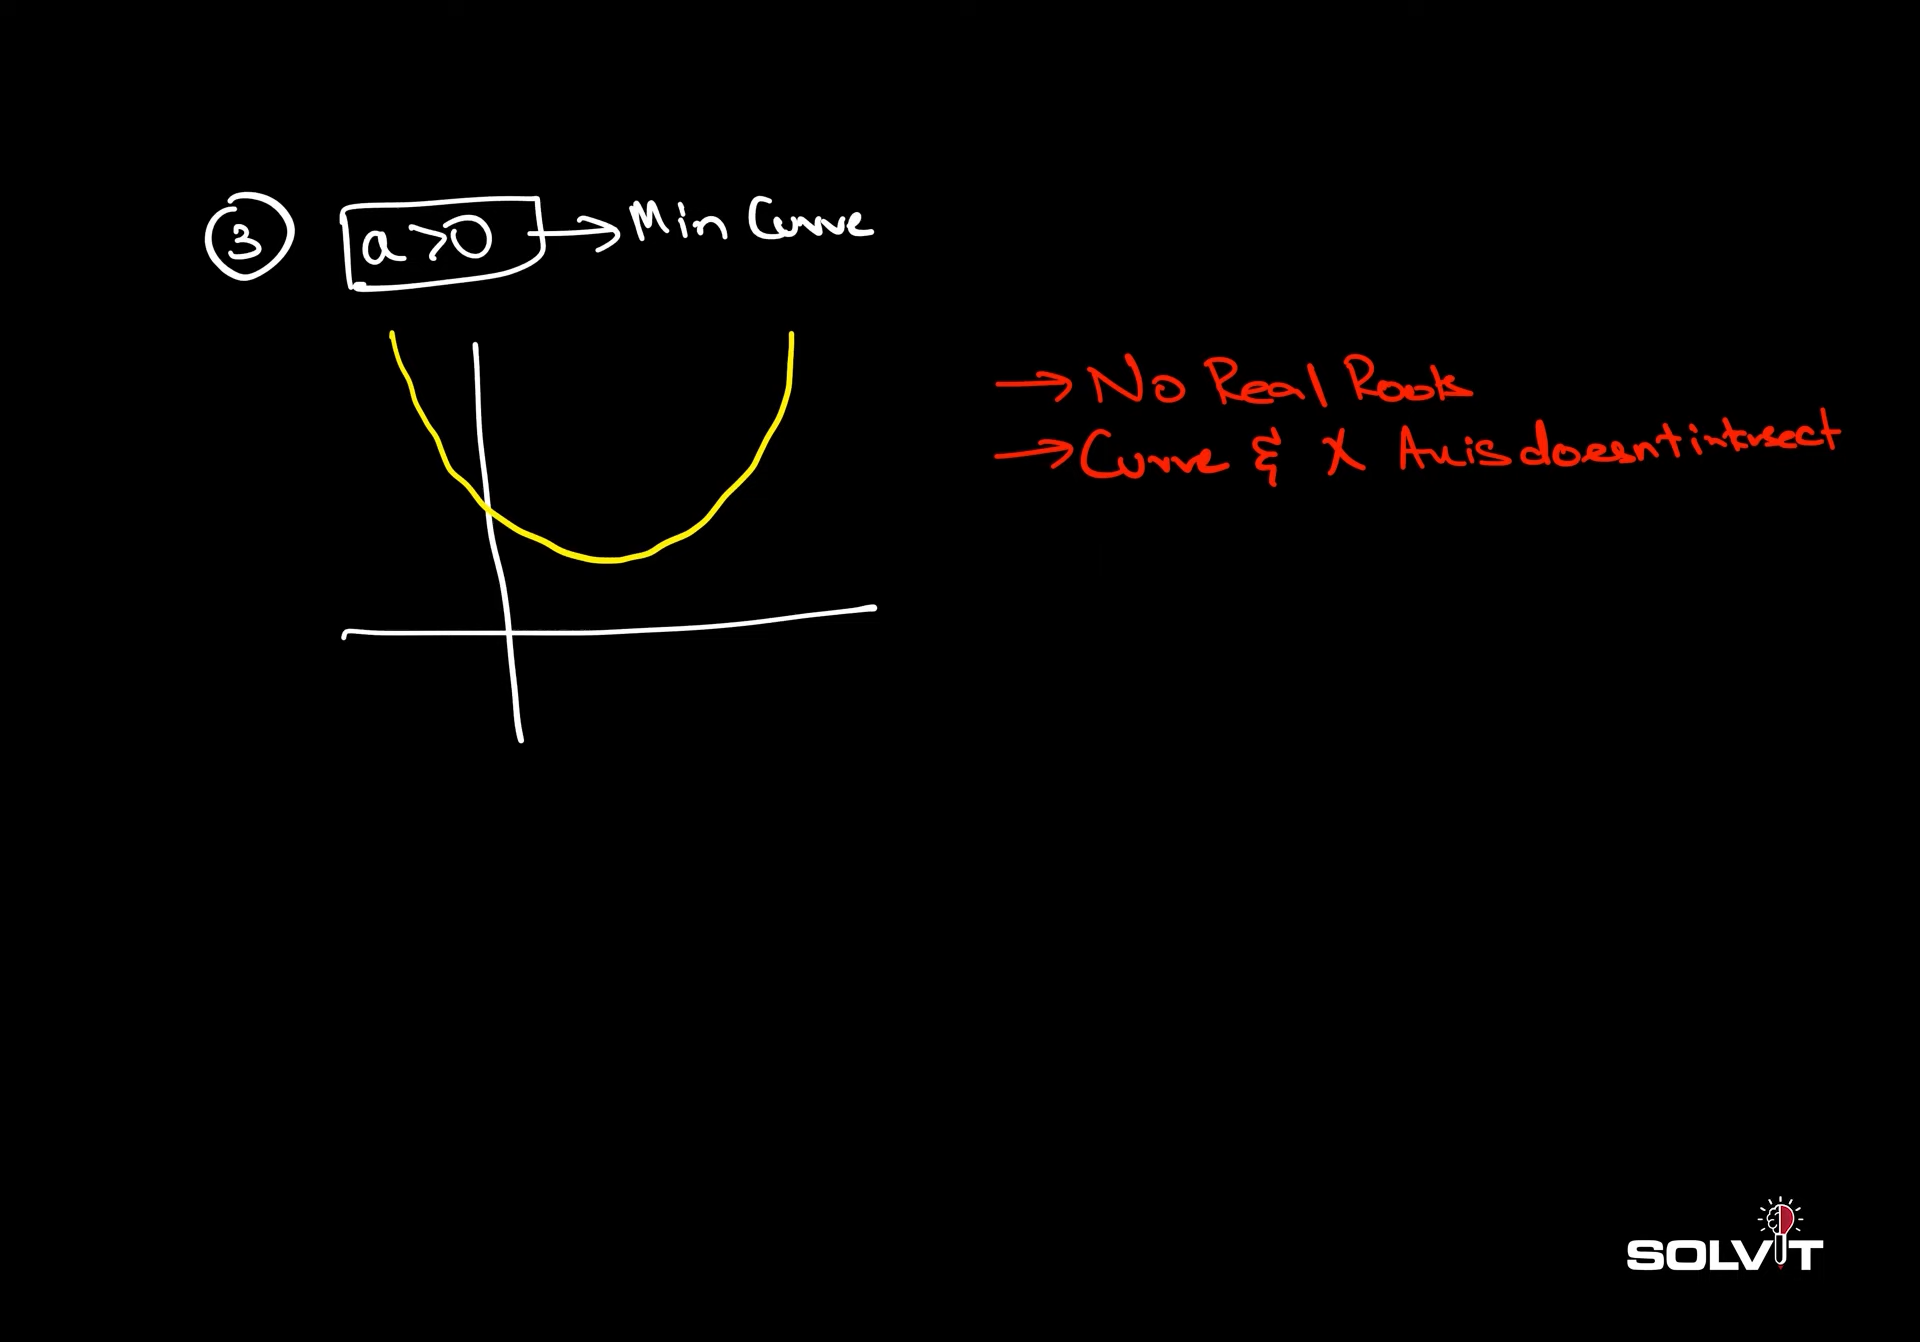 3 a>0 → Min Curve
→ No Real Roots
→ Curve & X Axis doesnt intersect
SOLVIT